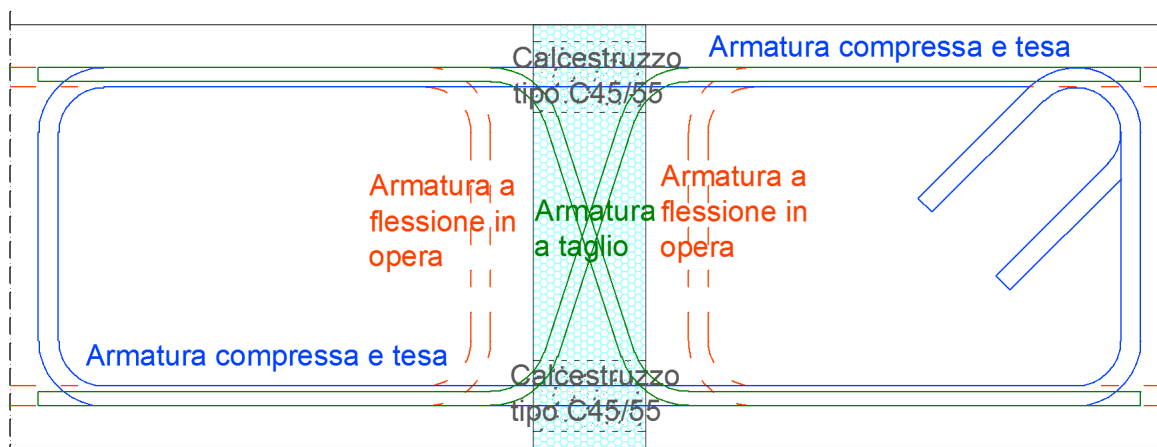 Armatura compressa e tesa
Calcestruzzo
tipo C45/55
Armatura a
flessione in
opera
Armatura
a taglio
Armatura a
flessione in
opera
Armatura compressa e tesa
Calcestruzzo
tipo C45/55